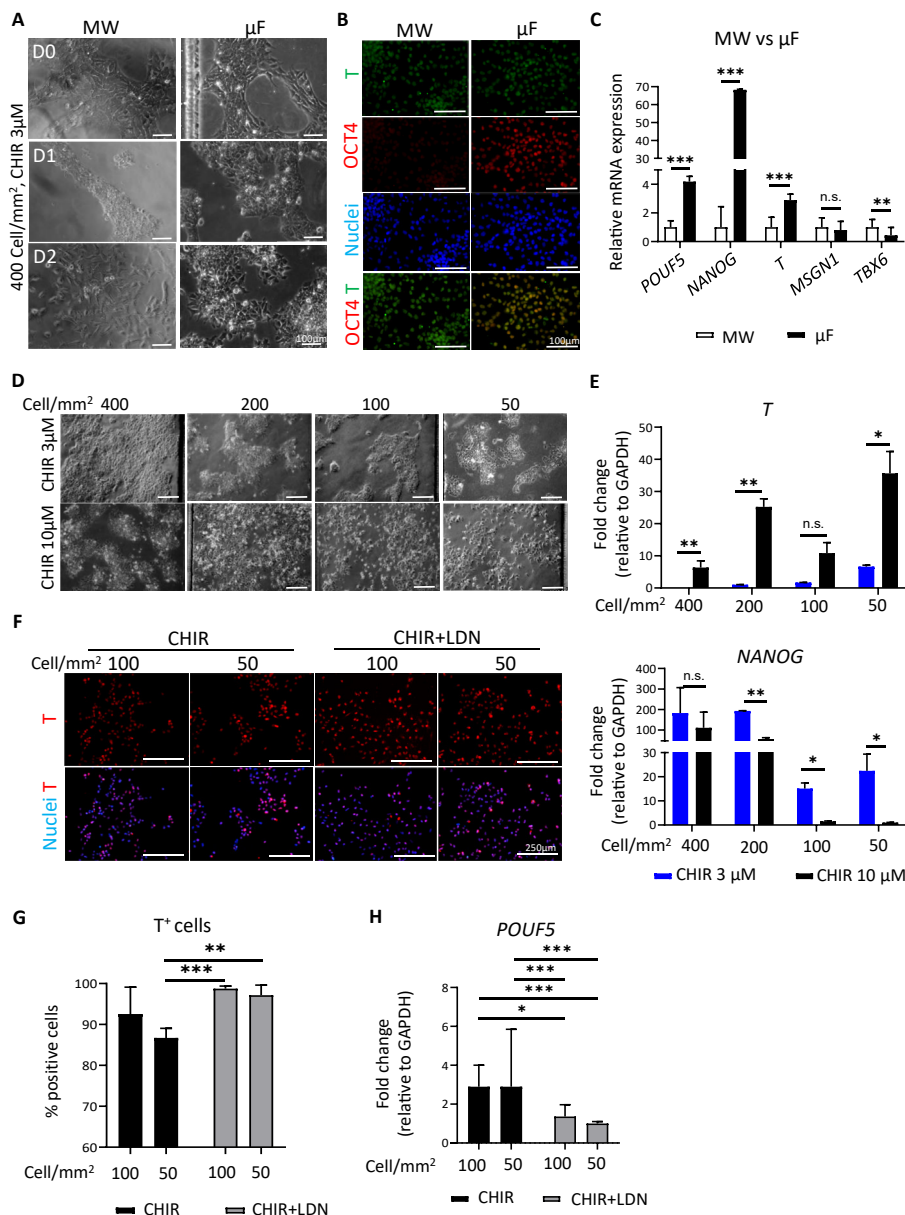 A
MW
µF
400 Cell/mm², CHIR 3µM
D0
D1
D2
100µm
B
MW
µF
T
OCT4
Nuclei
OCT4 T
100µm
C
MW vs µF
Relative mRNA expression
70
60
50
40
30
20
10
4
2
0
***
***
***
n.s.
**
POUF5
NANOG
T
MSGN1
TBX6
MW
µF
D
Cell/mm² 400 200 100 50
CHIR 3µM
CHIR 10µM
E
T
Fold change
(relative to GAPDH)
50
40
30
20
10
0
**
**
n.s.
*
Cell/mm² 400 200 100 50
NANOG
Fold change
(relative to GAPDH)
400
300
200
100
30
20
10
0
n.s.
**
*
*
Cell/mm² 400 200 100 50
CHIR 3 µM
CHIR 10 µM
F
CHIR
CHIR+LDN
Cell/mm² 100 50 100 50
T
Nuclei T
250µm
G
T⁺ cells
% positive cells
100
90
80
70
60
**
***
Cell/mm² 100 50 100 50
CHIR
CHIR+LDN
H
POUF5
Fold change
(relative to GAPDH)
8
6
4
2
0
***
***
***
*
Cell/mm² 100 50 100 50
CHIR
CHIR+LDN